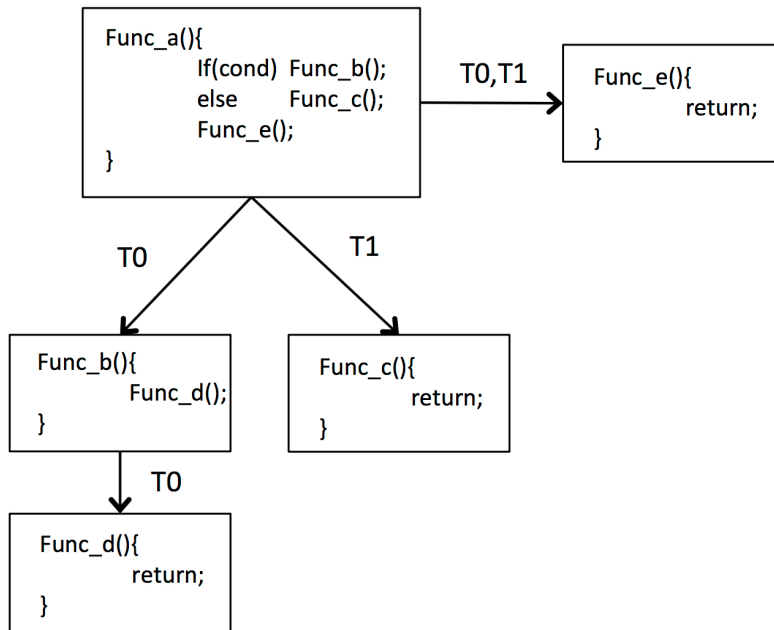 Func_a(){
If(cond) Func_b();
else Func_c();
Func_e();
}
T0,T1
Func_e(){
return;
}
T0
T1
Func_b(){
Func_d();
}
Func_c(){
return;
}
T0
Func_d(){
return;
}